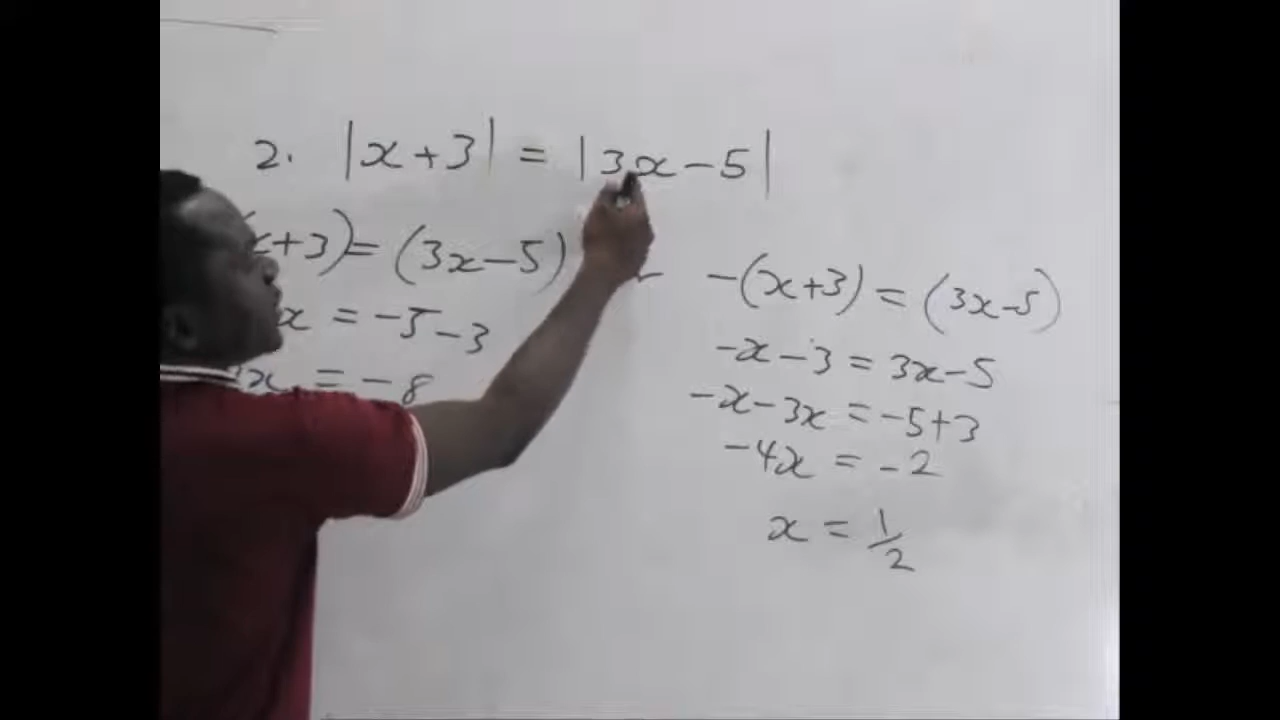 2. |x+3| = |3x-5|
x+3) = (3x-5)
x = -5-3
x = -8
-(x+3) = (3x-5)
-x-3 = 3x-5
-x-3x = -5+3
-4x = -2
x = 1/2